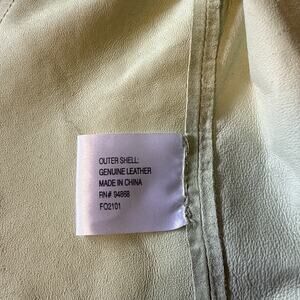 OUTER SHELL:
GENUINE LEATHER
MADE IN CHINA
RN# 94868
FO2101